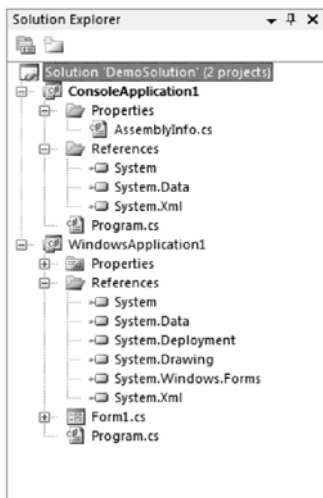 Solution Explorer
Solution 'DemoSolution' (2 projects)
ConsoleApplication1
Properties
AssemblyInfo.cs
References
System
System.Data
System.Xml
Program.cs
WindowsApplication1
Properties
References
System
System.Data
System.Deployment
System.Drawing
System.Windows.Forms
System.Xml
Form1.cs
Program.cs